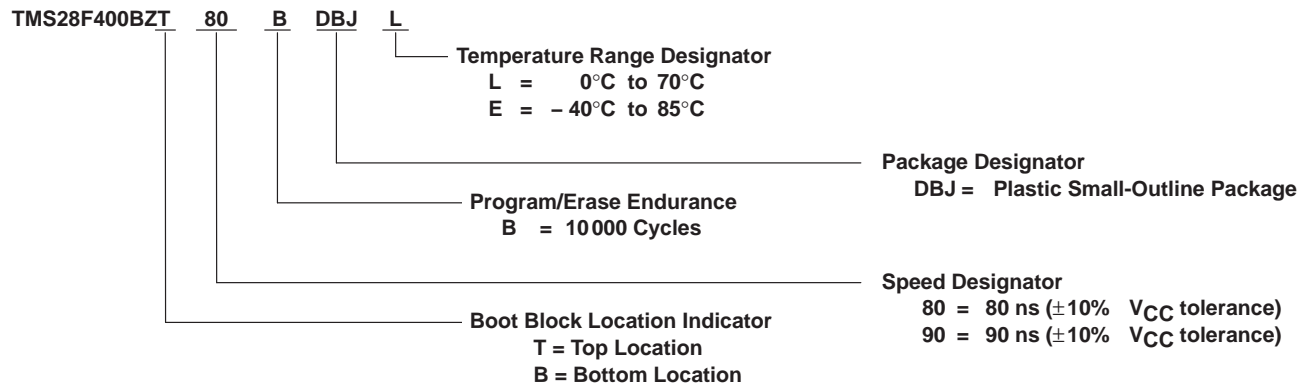 TMS28F400BZT 80 B DBJ L
Temperature Range Designator
L = 0°C to 70°C
E = – 40°C to 85°C
Package Designator
DBJ = Plastic Small-Outline Package
Program/Erase Endurance
B = 10 000 Cycles
Speed Designator
80 = 80 ns (±10% VCC tolerance)
90 = 90 ns (±10% VCC tolerance)
Boot Block Location Indicator
T = Top Location
B = Bottom Location